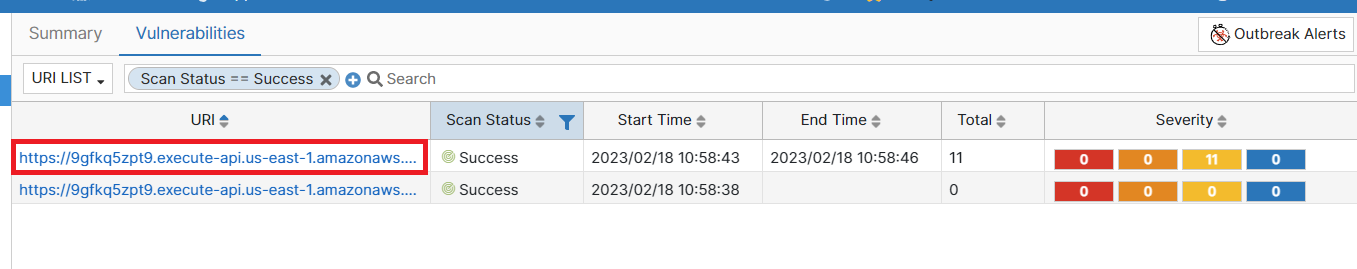 Summary Vulnerabilities Outbreak Alerts
URI LIST Scan Status == Success Search
URI Scan Status Start Time End Time Total Severity
https://9gfkq5zpt9.execute-api.us-east-1.amazonaws.... Success 2023/02/18 10:58:43 2023/02/18 10:58:46 11 0 0 11 0
https://9gfkq5zpt9.execute-api.us-east-1.amazonaws.... Success 2023/02/18 10:58:38 0 0 0 0 0